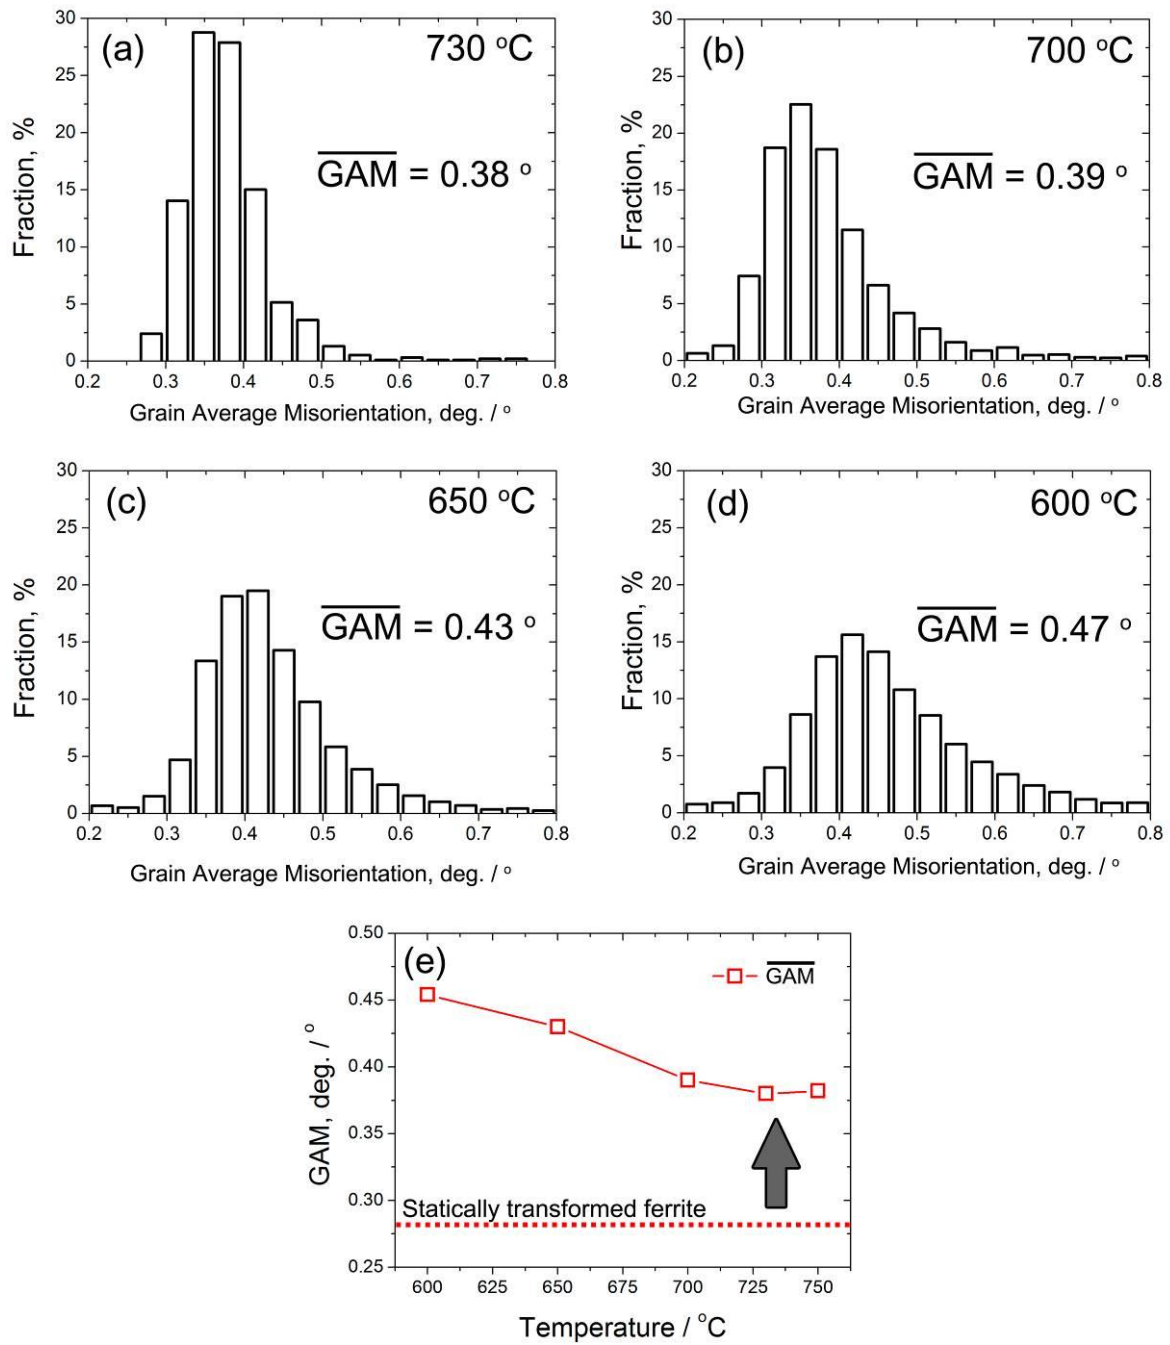 (a)
730 °C
30
25
20
15
10
5
0
Fraction, %
GAM = 0.38 °
0.2 0.3 0.4 0.5 0.6 0.7 0.8
Grain Average Misorientation, deg. / °
(b)
700 °C
30
25
20
15
10
5
0
Fraction, %
GAM = 0.39 °
0.2 0.3 0.4 0.5 0.6 0.7 0.8
Grain Average Misorientation, deg. / °
(c)
650 °C
30
25
20
15
10
5
0
Fraction, %
GAM = 0.43 °
0.2 0.3 0.4 0.5 0.6 0.7 0.8
Grain Average Misorientation, deg. / °
(d)
600 °C
30
25
20
15
10
5
0
Fraction, %
GAM = 0.47 °
0.2 0.3 0.4 0.5 0.6 0.7 0.8
Grain Average Misorientation, deg. / °
(e)
GAM
0.50
0.45
0.40
0.35
0.30
0.25
GAM, deg. / °
Statically transformed ferrite
600 625 650 675 700 725 750
Temperature / °C